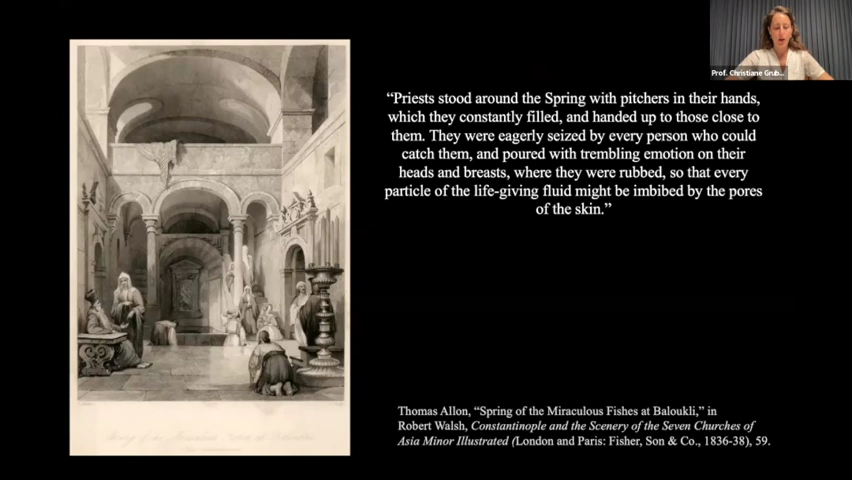 Prof. Christiane Grub...
“Priests stood around the Spring with pitchers in their hands,
which they constantly filled, and handed up to those close to
them. They were eagerly seized by every person who could
catch them, and poured with trembling emotion on their
heads and breasts, where they were rubbed, so that every
particle of the life-giving fluid might be imbibed by the pores
of the skin.”
Thomas Allon, “Spring of the Miraculous Fishes at Baloukli,” in
Robert Walsh, Constantinople and the Scenery of the Seven Churches of
Asia Minor Illustrated (London and Paris: Fisher, Son & Co., 1836-38), 59.